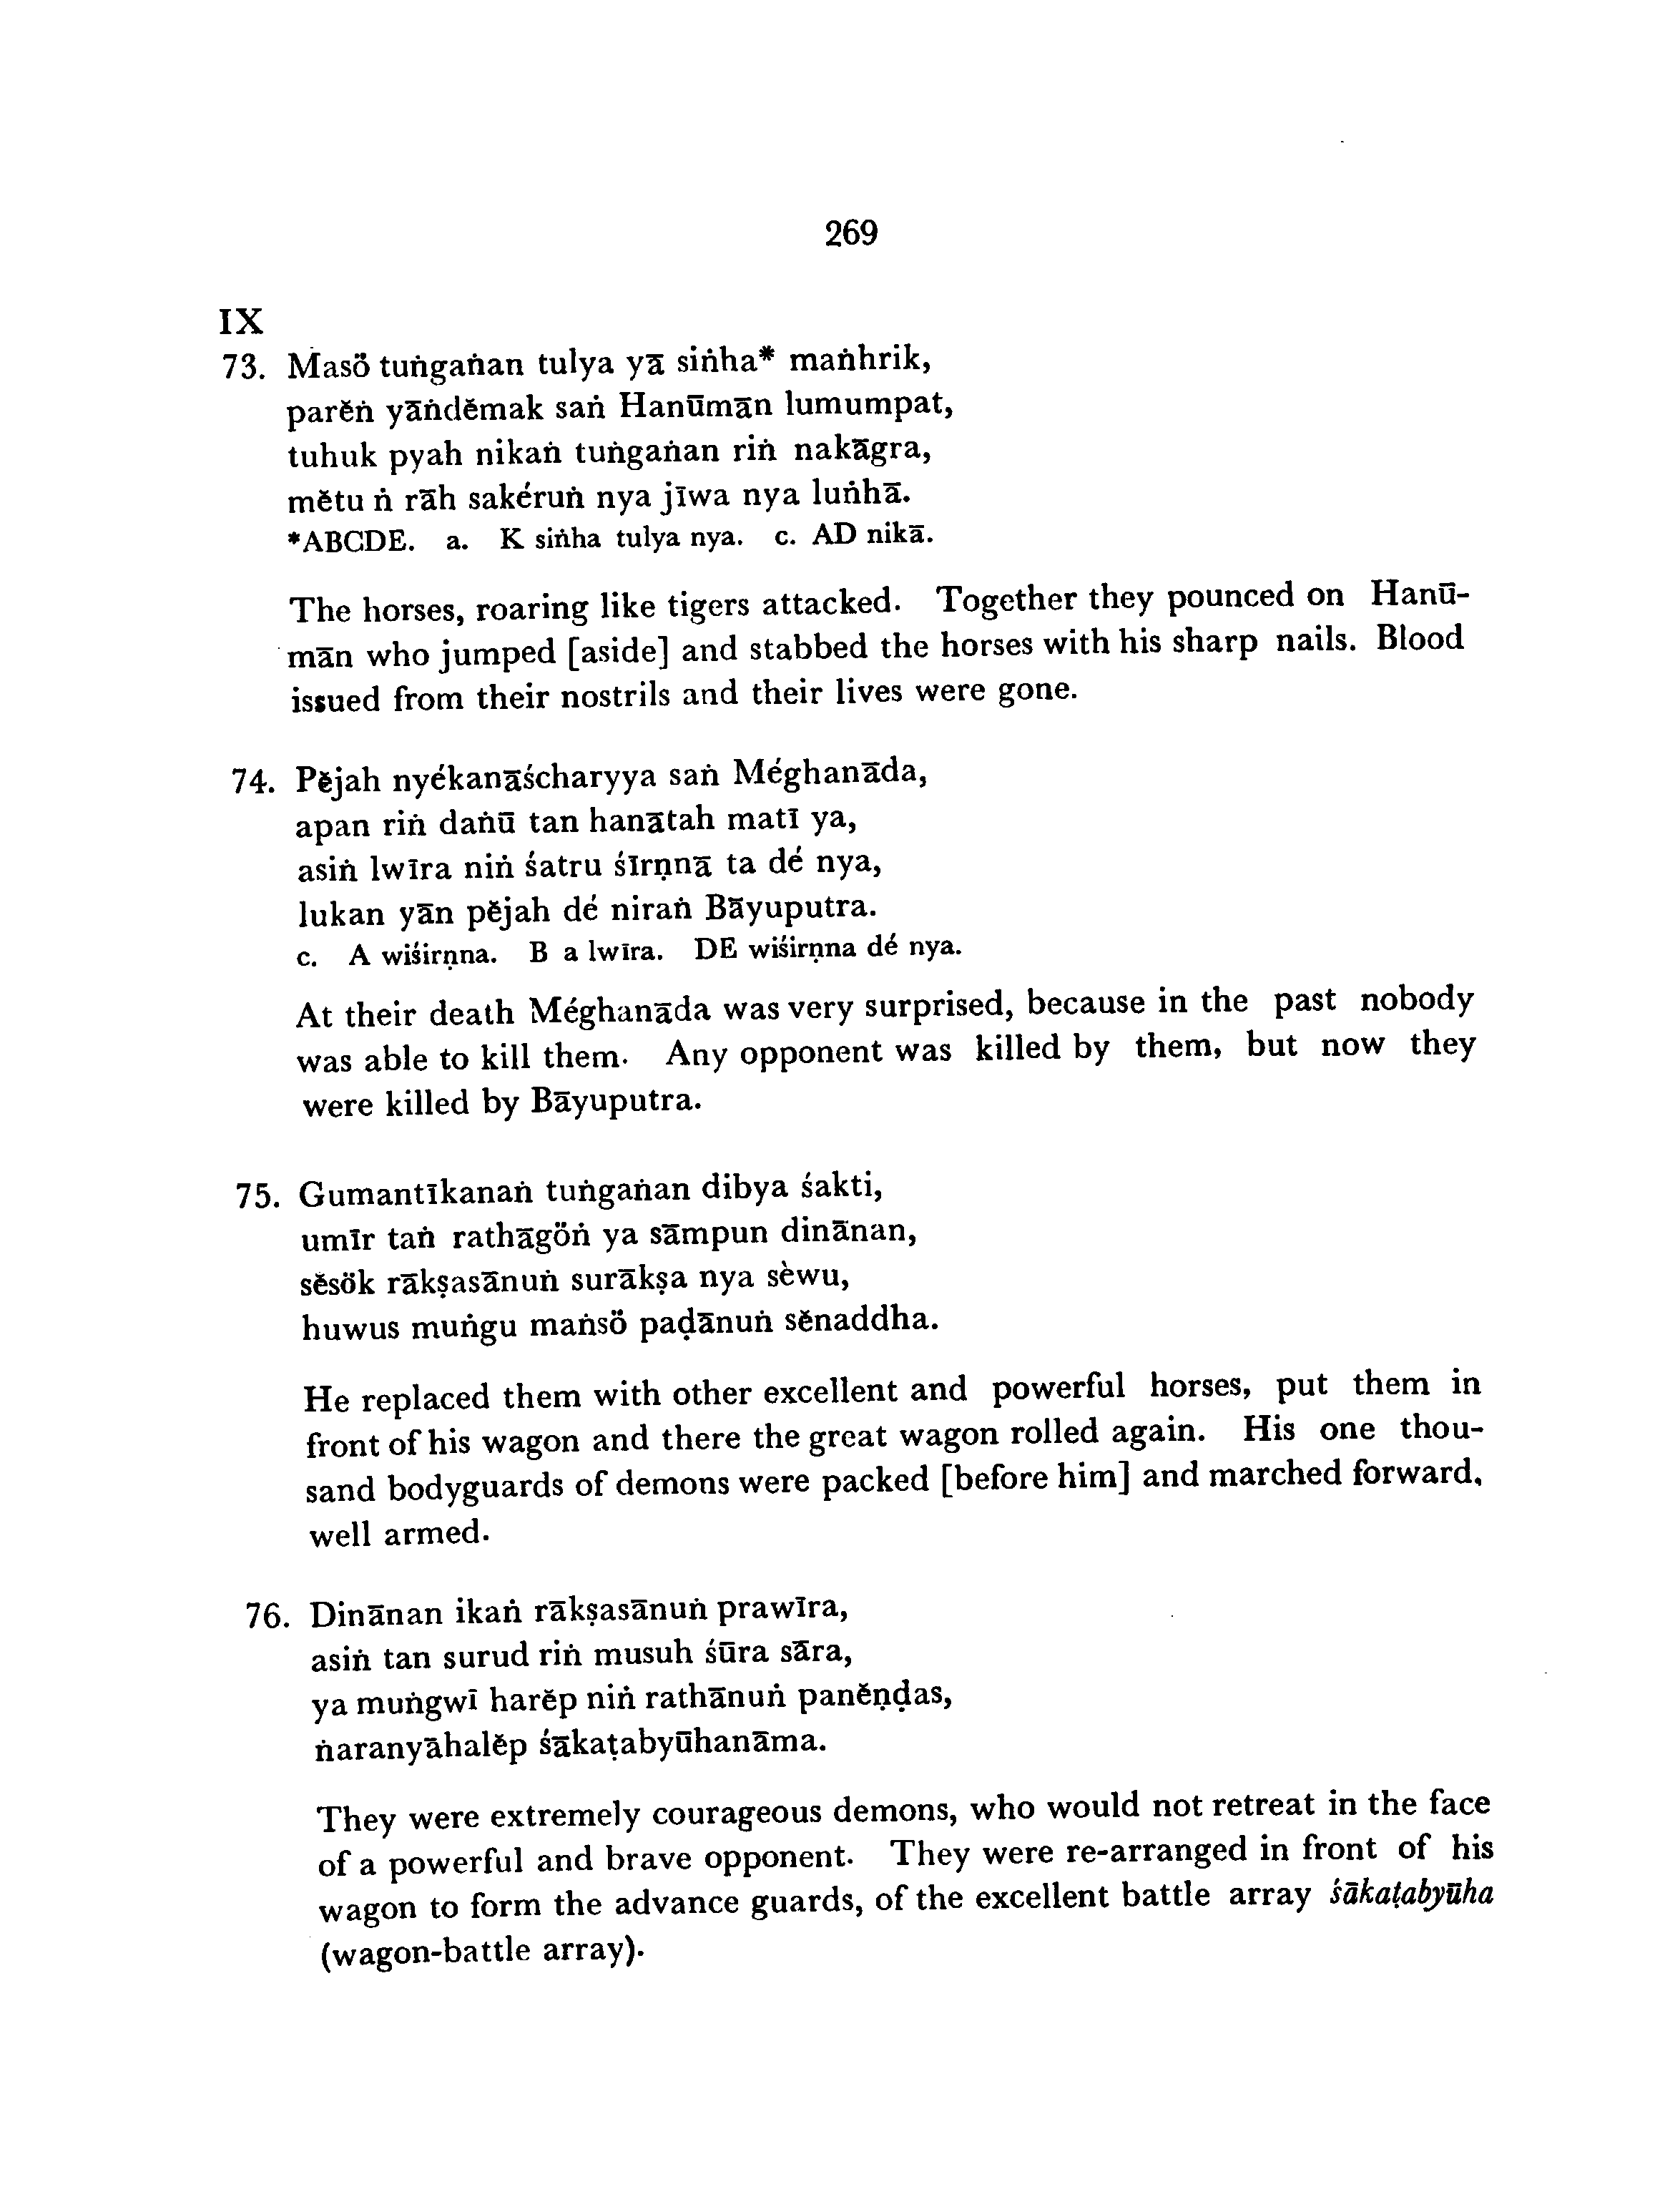 269
IX
73. Masö tuṅgaṅan tulya yā siṅha* maṅhrik,
parĕṅ yāṅdĕmak saṅ Hanūmān lumumpat,
tuhuk pyah nikaṅ tuṅgaṅan riṅ nakāgra,
mĕtu ṅ rāh sakéruṅ nya jīwa nya luṅhā.
*ABCDE. a. K siṅha tulya nya. c. AD nikā.
The horses, roaring like tigers attacked. Together they pounced on Hanū-
mān who jumped [aside] and stabbed the horses with his sharp nails. Blood
issued from their nostrils and their lives were gone.
74. Pĕjah nyékanāścharyya saṅ Méghanāda,
apan riṅ daṅū tan hanātah matī ya,
asiṅ lwīra niṅ śatru śīrṇnā ta dé nya,
lukan yān pĕjah dé niraṅ Bāyuputra.
c. A wiśirṇna. B a lwīra. DE wiśirṇna dé nya.
At their death Méghanāda was very surprised, because in the past nobody
was able to kill them. Any opponent was killed by them, but now they
were killed by Bāyuputra.
75. Gumantīkanaṅ tuṅgaṅan dibya śakti,
umīr taṅ rathāgöṅ ya sāmpun dinānan,
sĕsök rākṣasānuṅ surākṣa nya sèwu,
huwus muṅgu maṅsö paḍānuṅ sĕnaddha.
He replaced them with other excellent and powerful horses, put them in
front of his wagon and there the great wagon rolled again. His one thou-
sand bodyguards of demons were packed [before him] and marched forward,
well armed.
76. Dinānan ikaṅ rākṣasānuṅ prawīra,
asiṅ tan surud riṅ musuh śūra sāra,
ya muṅgwī harĕp niṅ rathānuṅ panĕṇḍas,
ṅaranyāhalĕp śākaṭabyūhanāma.
They were extremely courageous demons, who would not retreat in the face
of a powerful and brave opponent. They were re-arranged in front of his
wagon to form the advance guards, of the excellent battle array śākaṭabyūha
(wagon-battle array).